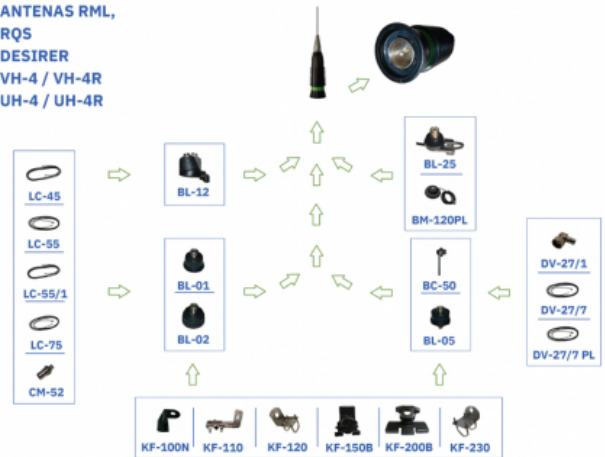 ANTENAS RML,
RQS
DESIRER
VH-4 / VH-4R
UH-4 / UH-4R
LC-45
LC-55
LC-55/1
LC-75
CM-52
BL-12
BL-01
BL-02
BL-25
BM-120PL
BC-50
BL-05
DV-27/1
DV-27/7
DV-27/7 PL
KF-100N
KF-110
KF-120
KF-150B
KF-200B
KF-230